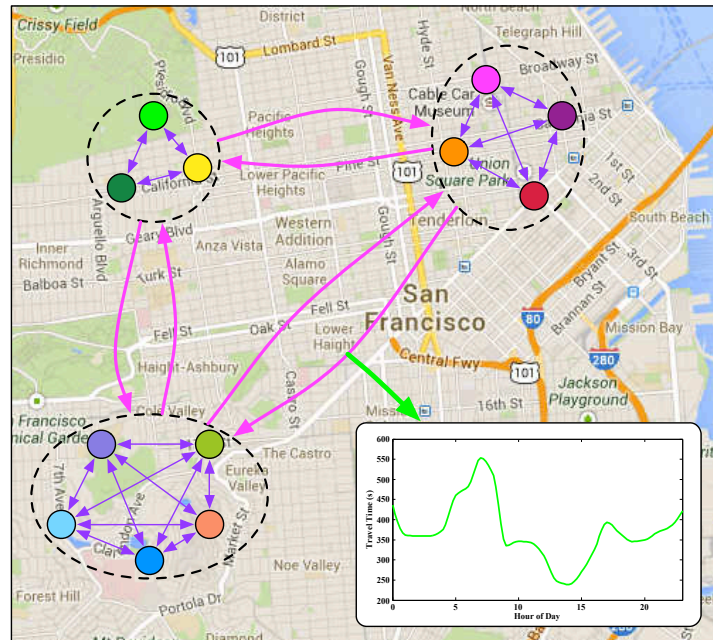 Crissy Field
Presidio
District
Lombard St
101
Hyde St
Telegraph Hill
Broadway St
Presidio
Gough St
Van Ness Ave
Cable Car
Museum
Pacific
Heights
California St
Pine St
Lower Pacific
Heights
101
Union
Square Park
1st St
2nd St
Arguello Blvd
Geary Blvd
Anza Vista
Western
Addition
Tenderloin
South Beach
Inner
Richmond
Balboa St
Turk St
Alamo
Square
Gough St
Bryant St
3rd St
Brannan St
San
Francisco
Fell St
Fell St
Oak St
Lower
Haight
80
Mission Bay
280
Haight-Ashbury
Central Fwy
101
Castro St
Cole Valley
16th St
Jackson
Playground
n Francisco
nical Garde
7th Ave
The Castro
Eureka
Valley
Market St
Noe Valley
Forest Hill
Portola Dr
Diamond
600
550
500
450
400
350
300
250
200
Travel Time (s)
0
5
10
15
20
Hour of Day